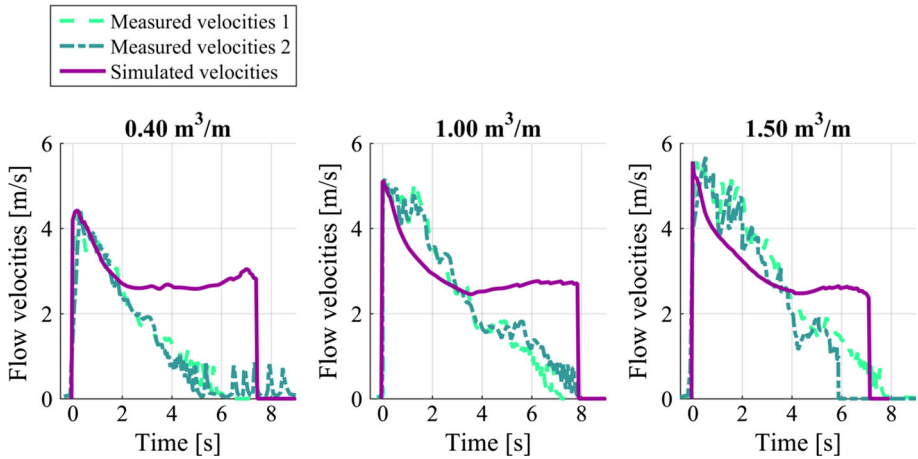 Measured velocities 1
Measured velocities 2
Simulated velocities
0.40 m³/m
1.00 m³/m
1.50 m³/m
Flow velocities [m/s]
6
4
2
0
0 2 4 6 8
Time [s]
Flow velocities [m/s]
6
4
2
0
0 2 4 6 8
Time [s]
Flow velocities [m/s]
6
4
2
0
0 2 4 6 8
Time [s]